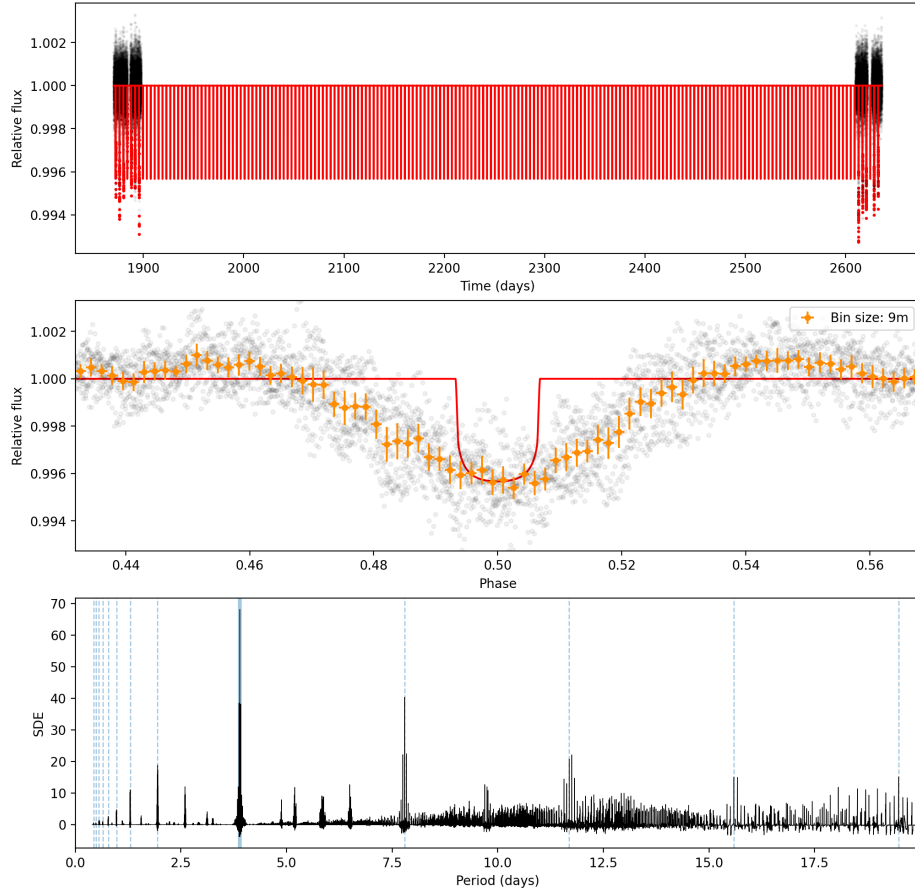 1.002
1.000
0.998
0.996
0.994
Relative flux
1900 2000 2100 2200 2300 2400 2500 2600
Time (days)
Bin size: 9m
1.002
1.000
0.998
0.996
0.994
Relative flux
0.44 0.46 0.48 0.50 0.52 0.54 0.56
Phase
70
60
50
40
30
20
10
0
SDE
0.0 2.5 5.0 7.5 10.0 12.5 15.0 17.5
Period (days)